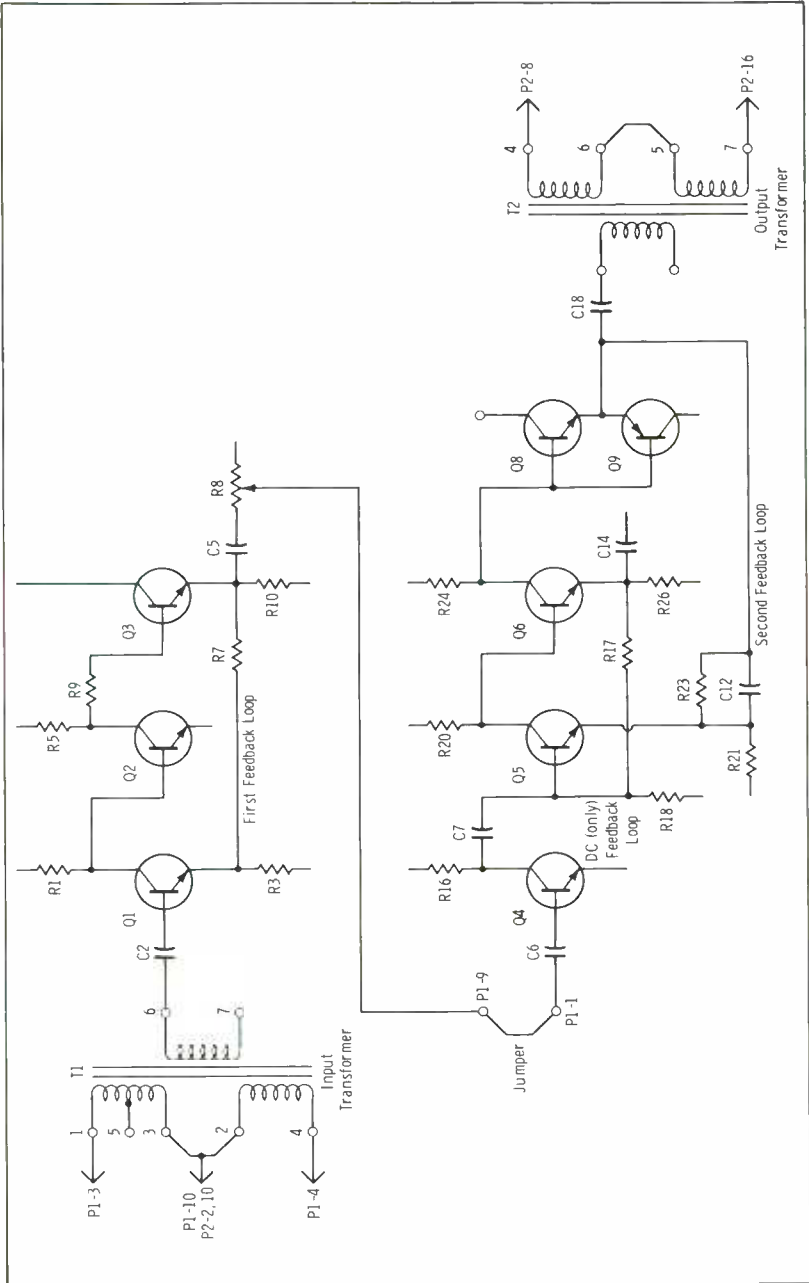 P1-3
1
5
3
2
4
P1-10
P2-2, 10
P1-4
T1
Input
Transformer
6
7
C2
Q1
R1
R3
First Feedback Loop
Q2
R5
R9
Q3
R7
R10
C5
R8
Jumper
P1-9
P1-1
C6
Q4
R16
C7
DC (only)
Feedback
Loop
R18
Q5
R20
R17
R21
R23
C12
Q6
R24
C14
R26
Second Feedback Loop
Q8
Q9
C18
T2
Output
Transformer
4
6
5
7
P2-8
P2-16